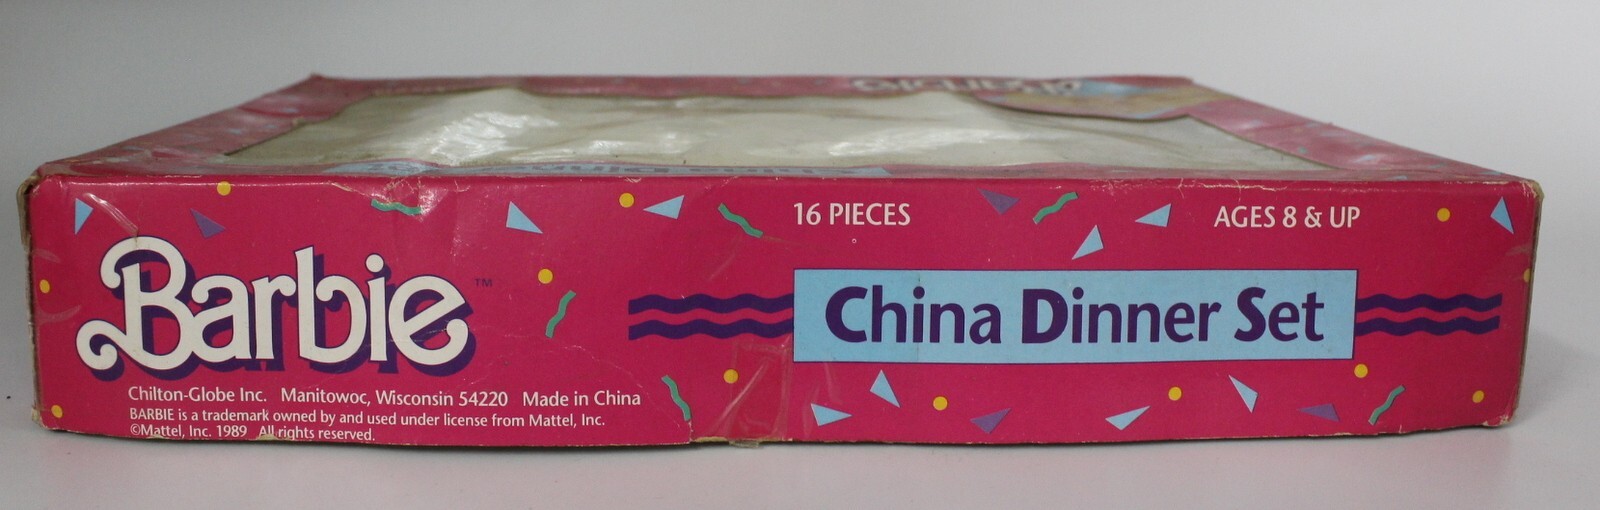 16 PIECES
AGES 8 & UP
Barbie™
China Dinner Set
Chilton-Globe Inc. Manitowoc, Wisconsin 54220 Made in China
BARBIE is a trademark owned by and used under license from Mattel, Inc.
©Mattel, Inc. 1989 All rights reserved.